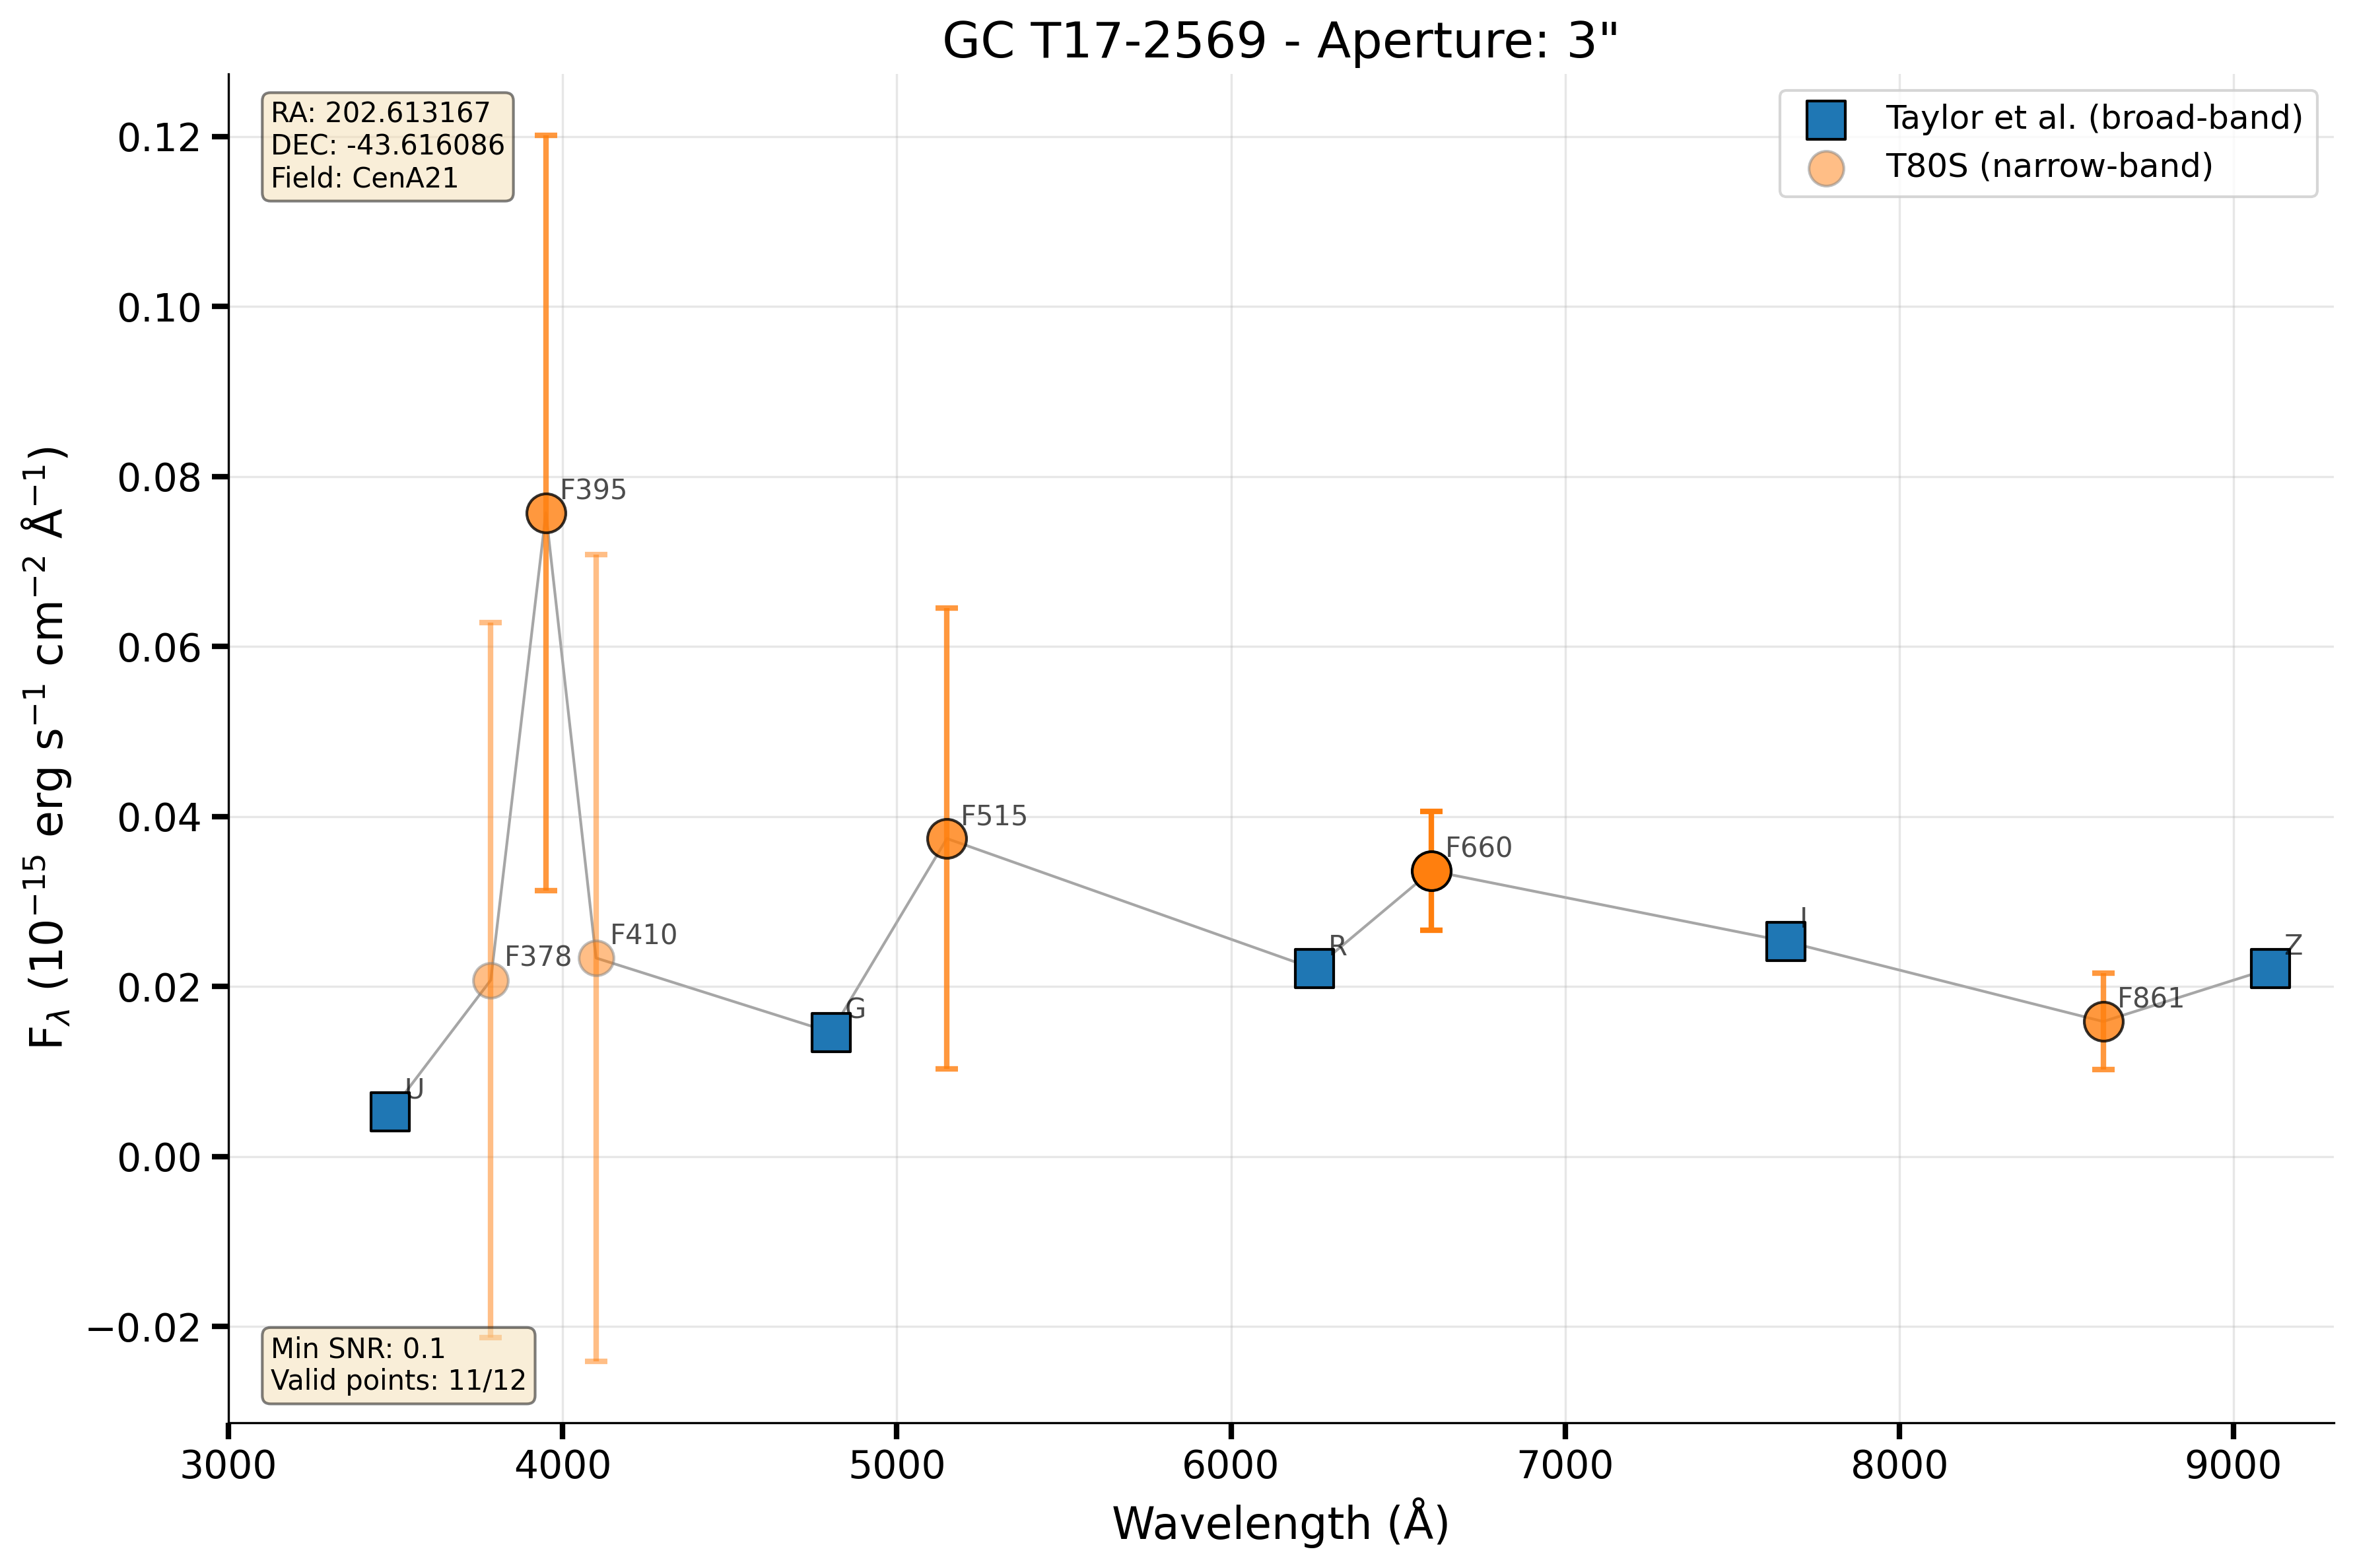 GC T17-2569 - Aperture: 3"
RA: 202.613167
DEC: -43.616086
Field: CenA21
Taylor et al. (broad-band)
T80S (narrow-band)
0.12
0.10
0.08
0.06
0.04
0.02
0.00
−0.02
F_λ (10⁻¹⁵ erg s⁻¹ cm⁻² Å⁻¹)
F395
F515
F660
F410
F378
G
U
R
I
F861
Z
Min SNR: 0.1
Valid points: 11/12
3000 4000 5000 6000 7000 8000 9000
Wavelength (Å)